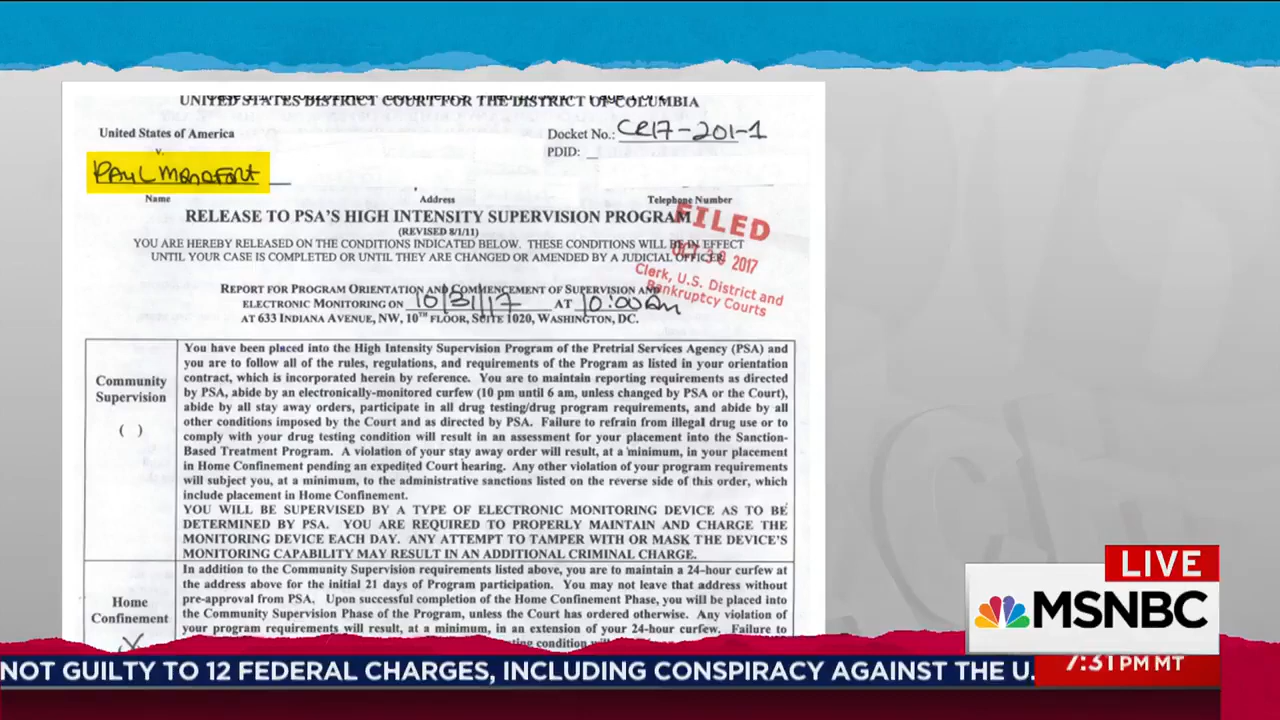 UNITED STATES DISTRICT COURT FOR THE DISTRICT OF COLUMBIA
United States of America
Docket No.: CR17-201-1
v.
PDID:
PAUL MANAFORT
Name Address Telephone Number
RELEASE TO PSA'S HIGH INTENSITY SUPERVISION PROGRAM
(REVISED 8/1/11)
YOU ARE HEREBY RELEASED ON THE CONDITIONS INDICATED BELOW. THESE CONDITIONS WILL BE IN EFFECT
UNTIL YOUR CASE IS COMPLETED OR UNTIL THEY ARE CHANGED OR AMENDED BY A JUDICIAL OFFICER.
FILED
OCT 30 2017
Clerk, U.S. District and
Bankruptcy Courts
REPORT FOR PROGRAM ORIENTATION AND COMMENCEMENT OF SUPERVISION AND
ELECTRONIC MONITORING ON 10/31/17 AT 10:00am
AT 633 INDIANA AVENUE, NW, 10TH FLOOR, SUITE 1020, WASHINGTON, DC.
Community
Supervision
( )
You have been placed into the High Intensity Supervision Program of the Pretrial Services Agency (PSA) and
you are to follow all of the rules, regulations, and requirements of the Program as listed in your orientation
contract, which is incorporated herein by reference. You are to maintain reporting requirements as directed
by PSA, abide by an electronically-monitored curfew (10 pm until 6 am, unless changed by PSA or the Court),
abide by all stay away orders, participate in all drug testing/drug program requirements, and abide by all
other conditions imposed by the Court and as directed by PSA. Failure to refrain from illegal drug use or to
comply with your drug testing condition will result in an assessment for your placement into the Sanction-
Based Treatment Program. A violation of your stay away order will result, at a minimum, in your placement
in Home Confinement pending an expedited Court hearing. Any other violation of your program requirements
will subject you, at a minimum, to the administrative sanctions listed on the reverse side of this order, which
include placement in Home Confinement.
YOU WILL BE SUPERVISED BY A TYPE OF ELECTRONIC MONITORING DEVICE AS TO BE
DETERMINED BY PSA. YOU ARE REQUIRED TO PROPERLY MAINTAIN AND CHARGE THE
MONITORING DEVICE EACH DAY. ANY ATTEMPT TO TAMPER WITH OR MASK THE DEVICE'S
MONITORING CAPABILITY MAY RESULT IN AN ADDITIONAL CRIMINAL CHARGE.
Home
Confinement
In addition to the Community Supervision requirements listed above, you are to maintain a 24-hour curfew at
the address above for the initial 21 days of Program participation. You may not leave that address without
pre-approval from PSA. Upon successful completion of the Home Confinement Phase, you will be placed
into the Community Supervision Phase of the Program, unless the Court has ordered otherwise. Any violation of
your program requirements will result, at a minimum, in an extension of your 24-hour curfew. Failure to
testing condition
LIVE
MSNBC
7:31 PM MT
NOT GUILTY TO 12 FEDERAL CHARGES, INCLUDING CONSPIRACY AGAINST THE U.